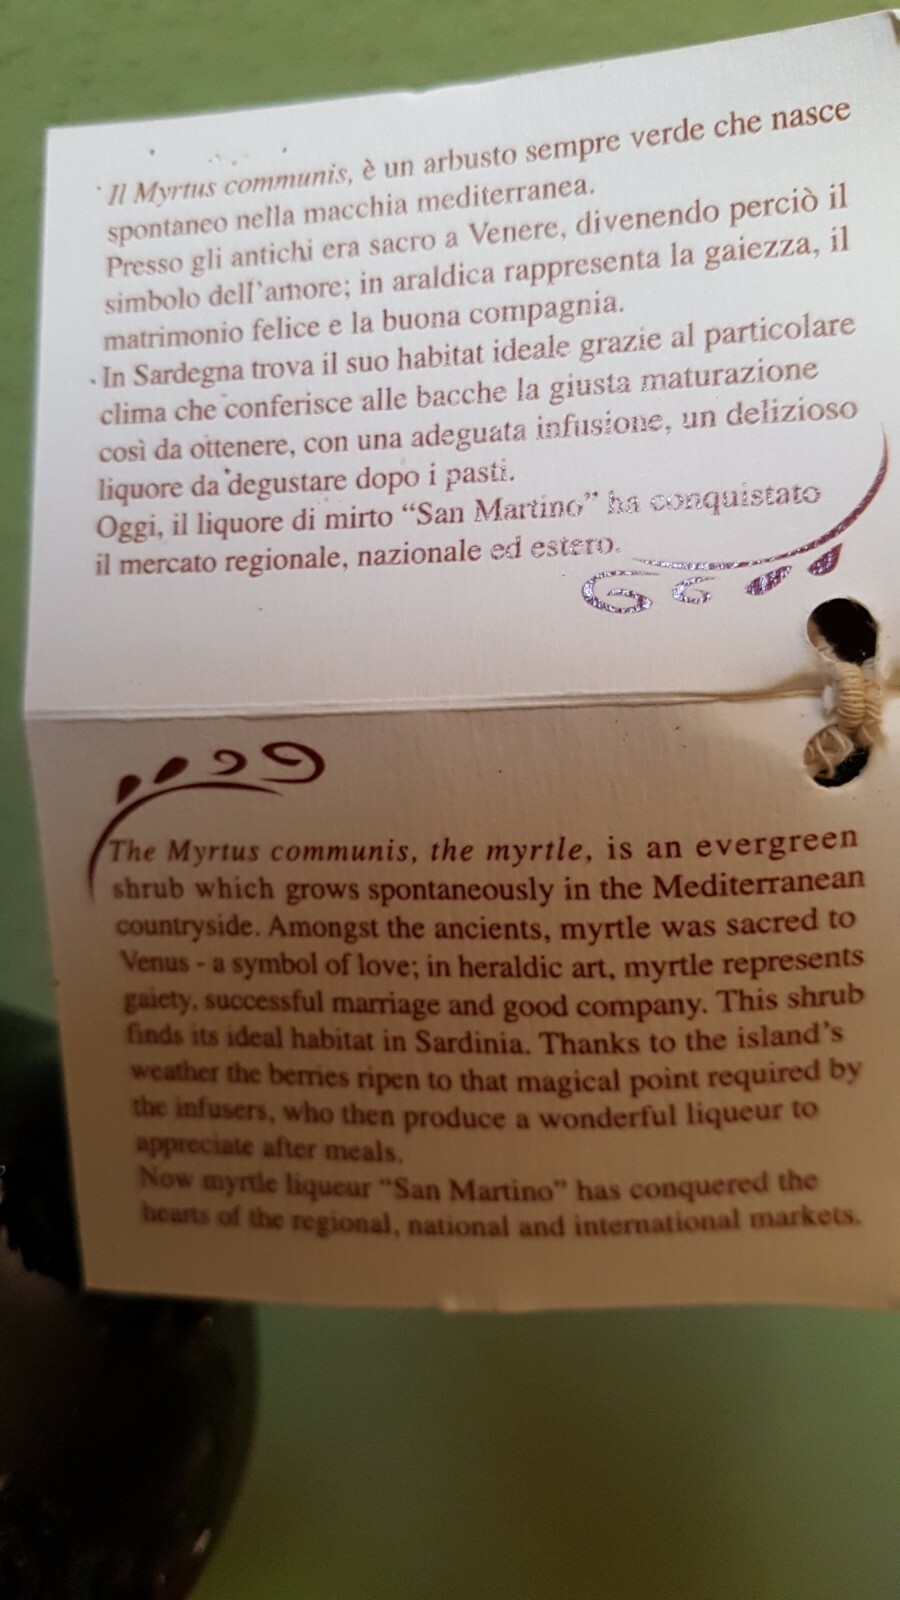 Il Myrtus communis, è un arbusto sempre verde che nasce
spontaneo nella macchia mediterranea.
Presso gli antichi era sacro a Venere, divenendo perciò il
simbolo dell'amore; in araldica rappresenta la gaiezza, il
matrimonio felice e la buona compagnia.
In Sardegna trova il suo habitat ideale grazie al particolare
clima che conferisce alle bacche la giusta maturazione
così da ottenere, con una adeguata infusione, un delizioso
liquore da degustare dopo i pasti.
Oggi, il liquore di mirto “San Martino” ha conquistato
il mercato regionale, nazionale ed estero.
The Myrtus communis, the myrtle, is an evergreen
shrub which grows spontaneously in the Mediterranean
countryside. Amongst the ancients, myrtle was sacred to
Venus - a symbol of love; in heraldic art, myrtle represents
gaiety, successful marriage and good company. This shrub
finds its ideal habitat in Sardinia. Thanks to the island's
weather the berries ripen to that magical point required by
the infusers, who then produce a wonderful liqueur to
appreciate after meals.
Now myrtle liqueur “San Martino” has conquered the
hearts of the regional, national and international markets.